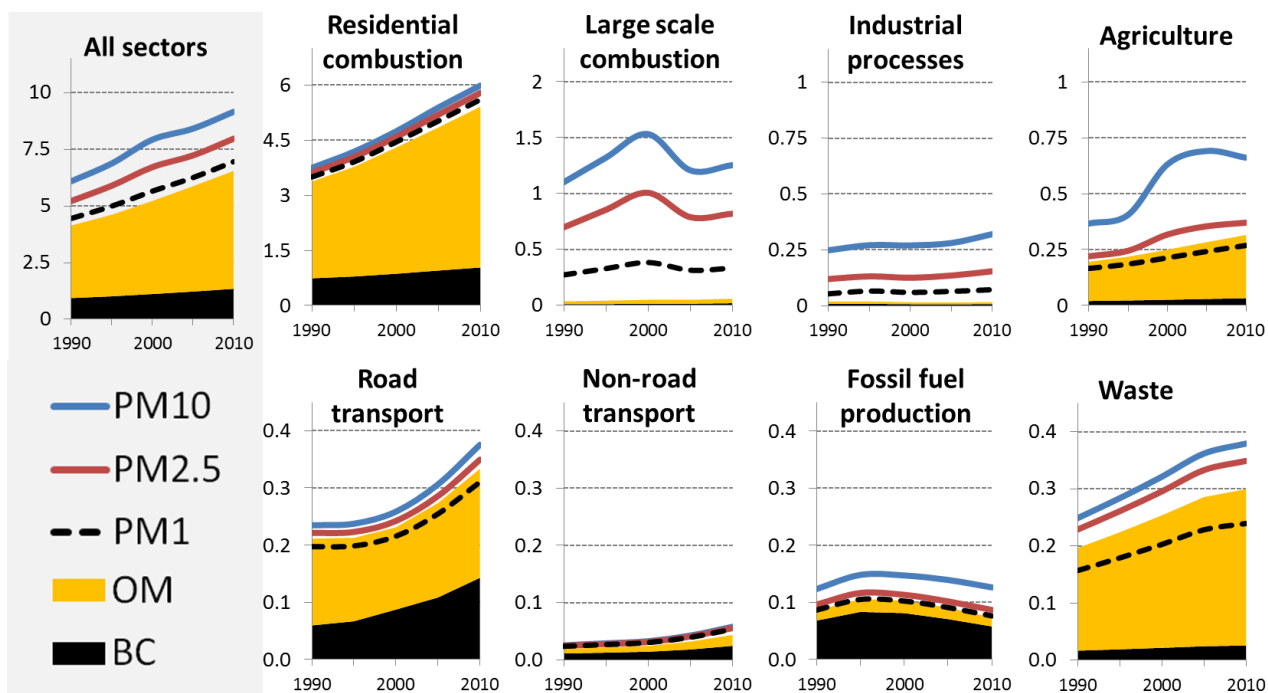 All sectors
10
7.5
5
2.5
0
1990 2000 2010
Residential
combustion
6
4.5
3
1.5
0
1990 2000 2010
Large scale
combustion
2
1.5
1
0.5
0
1990 2000 2010
Industrial
processes
1
0.75
0.5
0.25
0
1990 2000 2010
Agriculture
1
0.75
0.5
0.25
0
1990 2000 2010
PM10
PM2.5
PM1
OM
BC
Road
transport
0.4
0.3
0.2
0.1
0.0
1990 2000 2010
Non-road
transport
0.4
0.3
0.2
0.1
0.0
1990 2000 2010
Fossil fuel
production
0.4
0.3
0.2
0.1
0.0
1990 2000 2010
Waste
0.4
0.3
0.2
0.1
0.0
1990 2000 2010